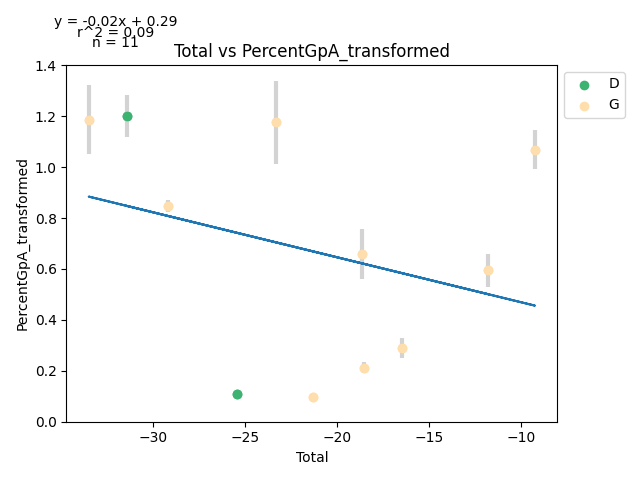 y = -0.02x + 0.29
r^2 = 0.09
n = 11
Total vs PercentGpA_transformed
D
G
1.4
1.2
1.0
0.8
0.6
0.4
0.2
0.0
PercentGpA_transformed
−30
−25
−20
−15
−10
Total